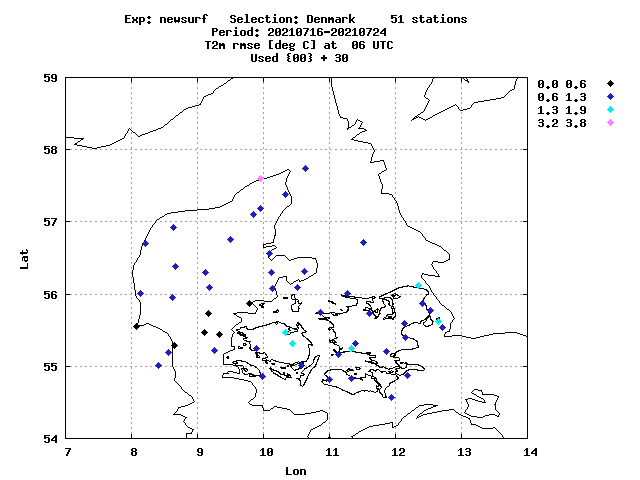 Exp: newsurf   Selection: Denmark     51 stations
Period: 20210716-20210724
T2m rmse [deg C] at  06 UTC
Used {00} + 30
0.0 0.6
0.6 1.3
1.3 1.9
3.2 3.8
59
58
57
56
55
54
Lat
7 8 9 10 11 12 13 14
Lon